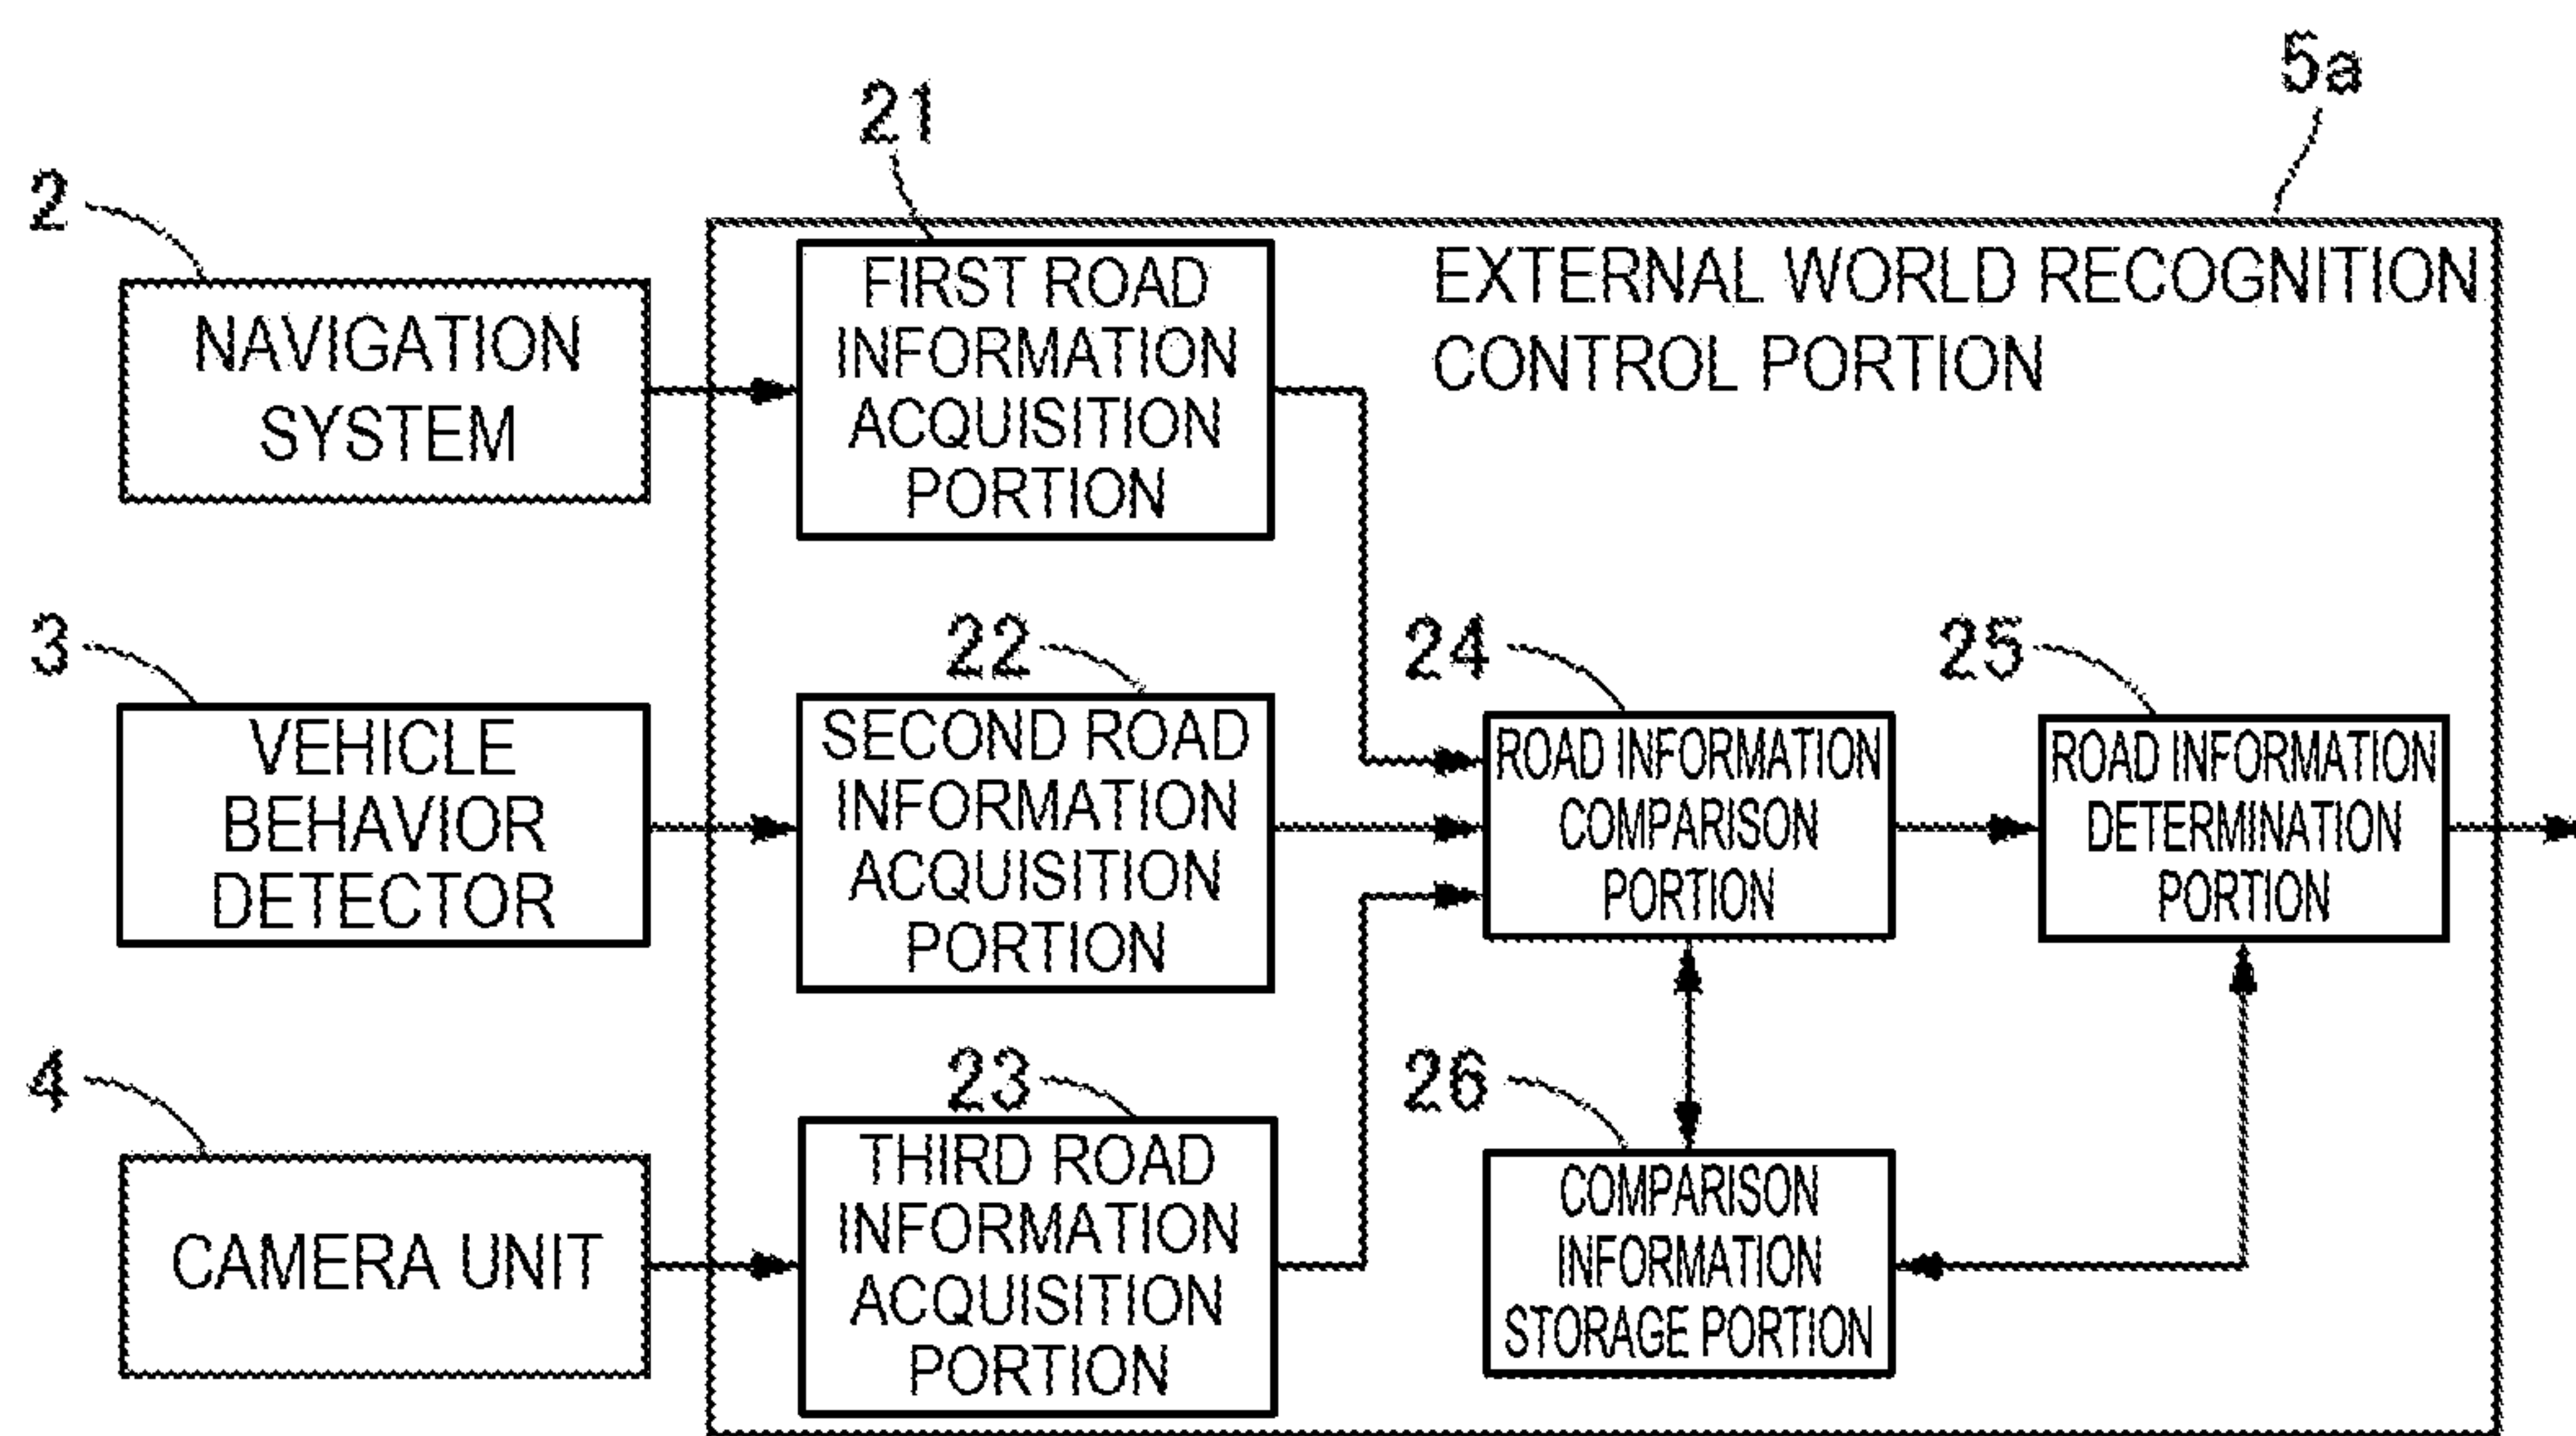 5a
21
2
FIRST ROAD
INFORMATION
ACQUISITION
PORTION
EXTERNAL WORLD RECOGNITION
CONTROL PORTION
NAVIGATION
SYSTEM
3
22
24
25
VEHICLE
BEHAVIOR
DETECTOR
SECOND ROAD
INFORMATION
ACQUISITION
PORTION
ROAD INFORMATION
COMPARISON
PORTION
ROAD INFORMATION
DETERMINATION
PORTION
4
23
26
CAMERA UNIT
THIRD ROAD
INFORMATION
ACQUISITION
PORTION
COMPARISON
INFORMATION
STORAGE PORTION